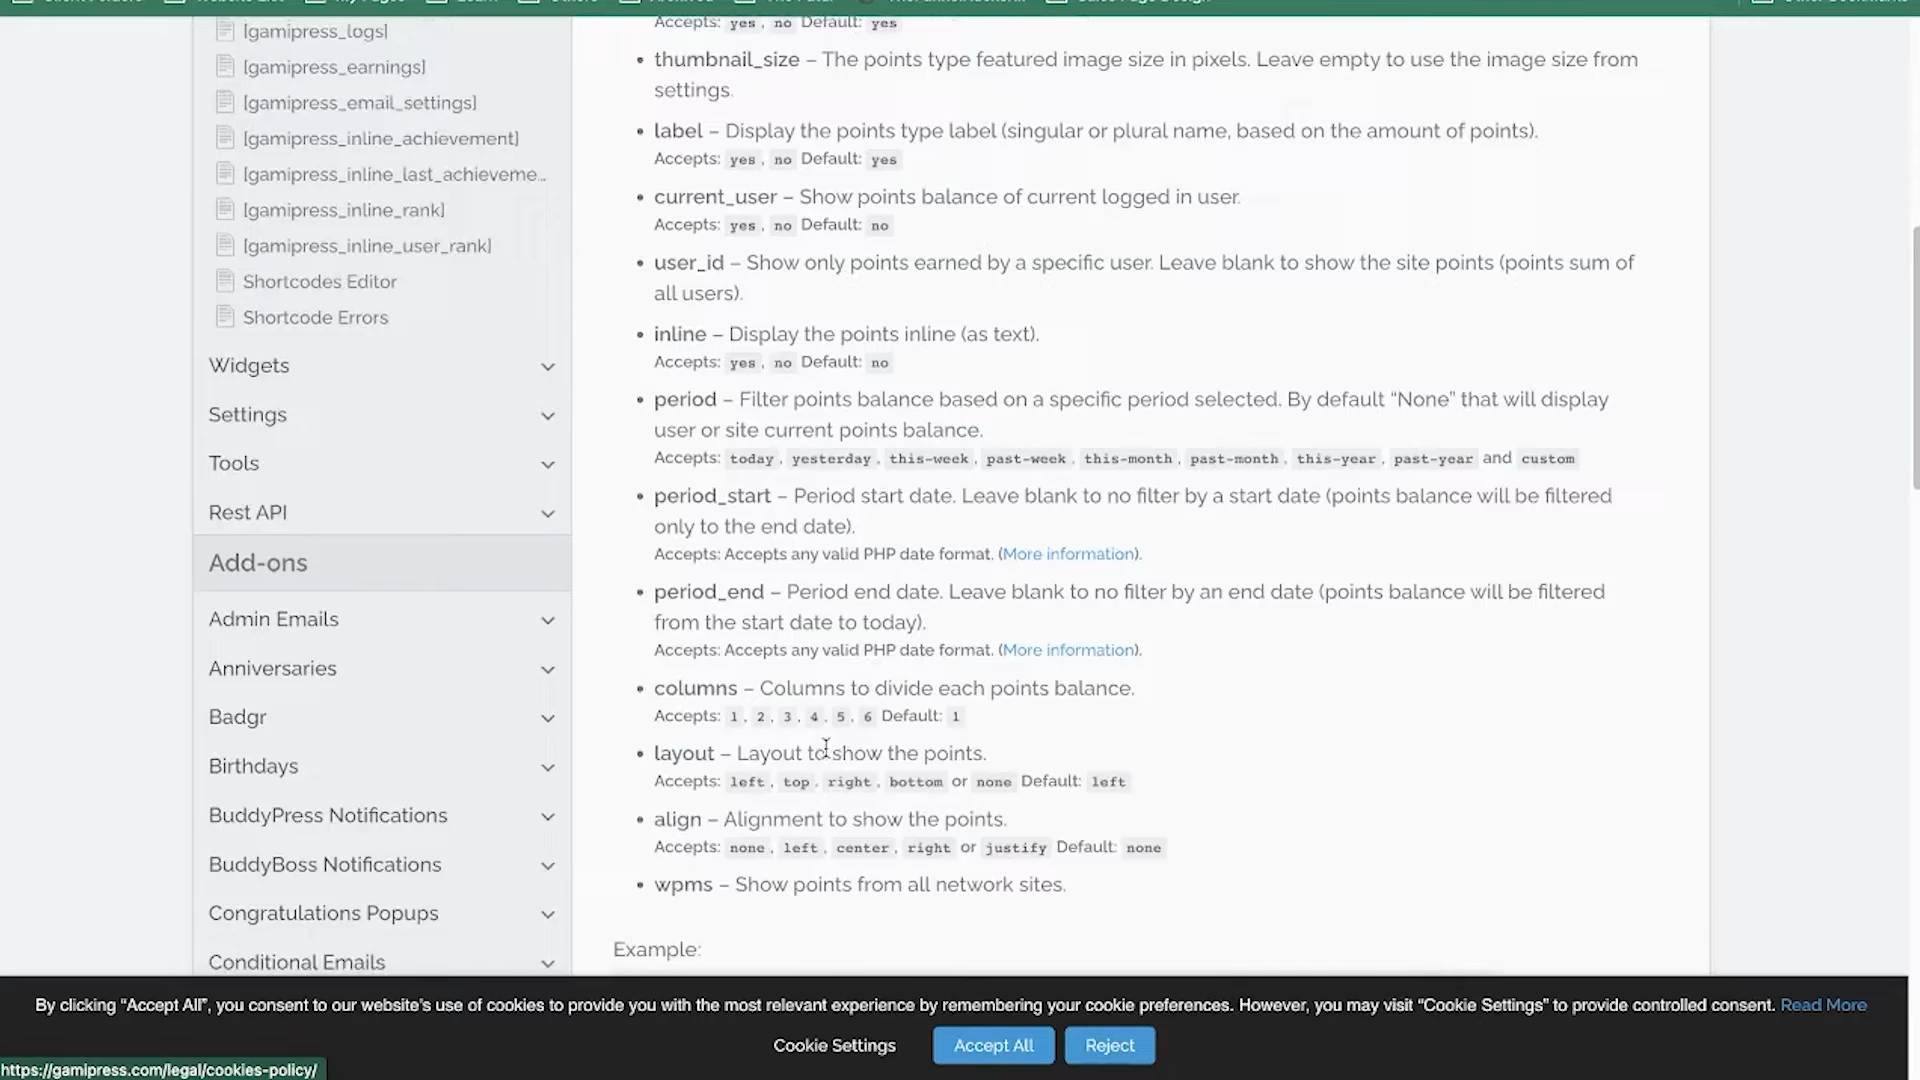 [gamipress_logs]
[gamipress_earnings]
[gamipress_email_settings]
[gamipress_inline_achievement]
[gamipress_inline_last_achieveme...
[gamipress_inline_rank]
[gamipress_inline_user_rank]
Shortcodes Editor
Shortcode Errors
Widgets
Settings
Tools
Rest API
Add-ons
Admin Emails
Anniversaries
Badgr
Birthdays
BuddyPress Notifications
BuddyBoss Notifications
Congratulations Popups
Conditional Emails
Accepts: yes , no Default: yes
• thumbnail_size – The points type featured image size in pixels. Leave empty to use the image size from
settings.
• label – Display the points type label (singular or plural name, based on the amount of points).
Accepts: yes , no Default: yes
• current_user – Show points balance of current logged in user.
Accepts: yes , no Default: no
• user_id – Show only points earned by a specific user. Leave blank to show the site points (points sum of
all users).
• inline – Display the points inline (as text).
Accepts: yes , no Default: no
• period – Filter points balance based on a specific period selected. By default “None” that will display
user or site current points balance.
Accepts: today , yesterday , this-week , past-week , this-month , past-month , this-year , past-year and custom
• period_start – Period start date. Leave blank to no filter by a start date (points balance will be filtered
only to the end date).
Accepts: Accepts any valid PHP date format. (More information).
• period_end – Period end date. Leave blank to no filter by an end date (points balance will be filtered
from the start date to today).
Accepts: Accepts any valid PHP date format. (More information).
• columns – Columns to divide each points balance.
Accepts: 1 , 2 , 3 , 4 , 5 , 6 Default: 1
• layout – Layout to show the points.
Accepts: left , top , right , bottom or none Default: left
• align – Alignment to show the points.
Accepts: none , left , center , right or justify Default: none
• wpms – Show points from all network sites.
Example:
By clicking “Accept All”, you consent to our website's use of cookies to provide you with the most relevant experience by remembering your cookie preferences. However, you may visit “Cookie Settings” to provide controlled consent. Read More
Cookie Settings
Accept All
Reject
https://gamipress.com/legal/cookies-policy/